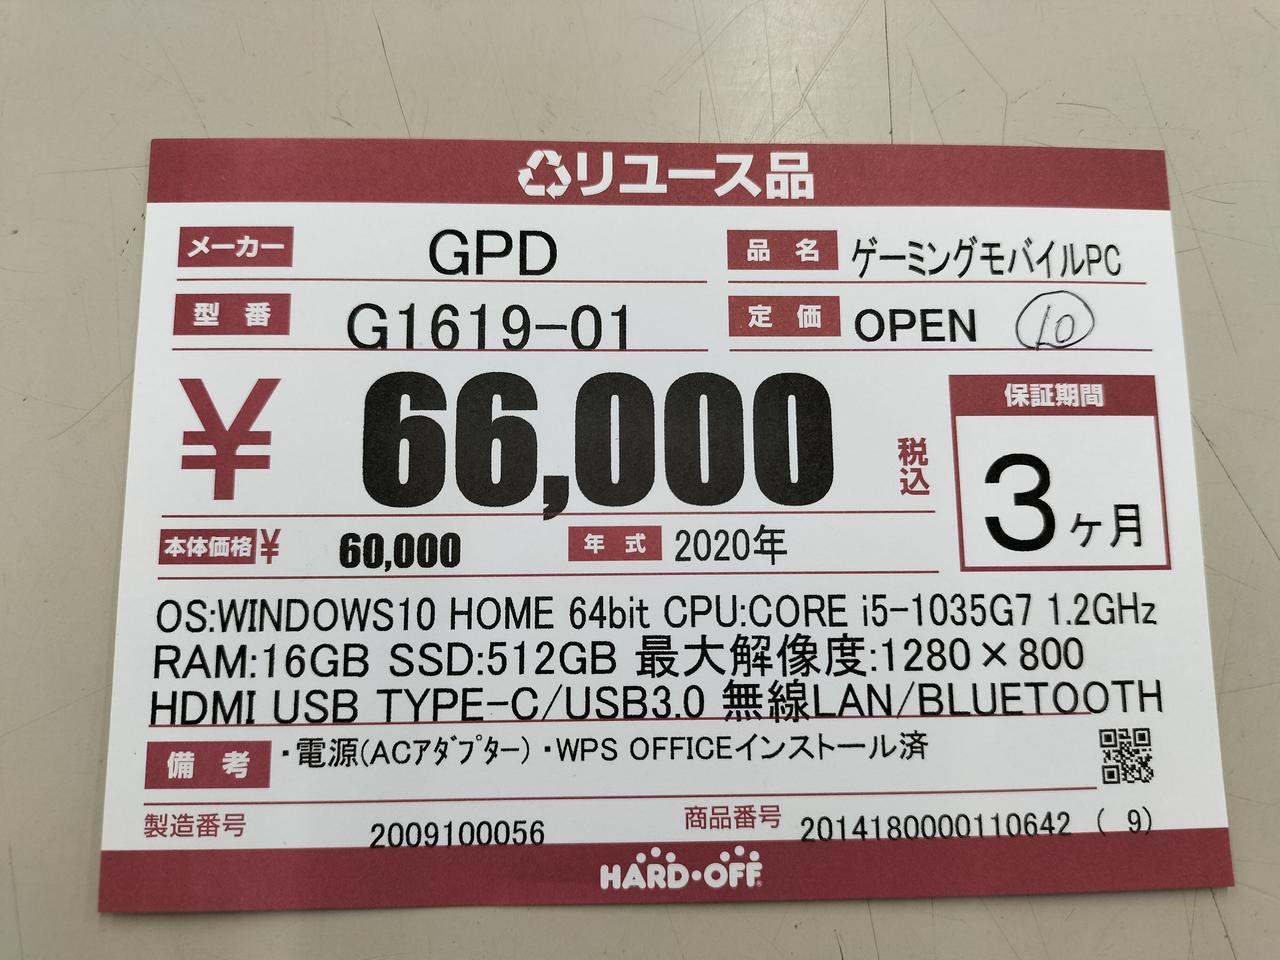 リユース品
メーカー GPD 品名 ゲーミングモバイルPC
型番 G1619-01 定価 OPEN 10
¥ 66,000 税込
保証期間
3ヶ月
本体価格¥ 60,000 年式 2020年
OS:WINDOWS10 HOME 64bit CPU:CORE i5-1035G7 1.2GHz
RAM:16GB SSD:512GB 最大解像度:1280×800
HDMI USB TYPE-C/USB3.0 無線LAN/BLUETOOTH
備考 ・電源(ACアダプター)・WPS OFFICEインストール済
製造番号 2009100056 商品番号 2014180000110642 ( 9)
HARD・OFF